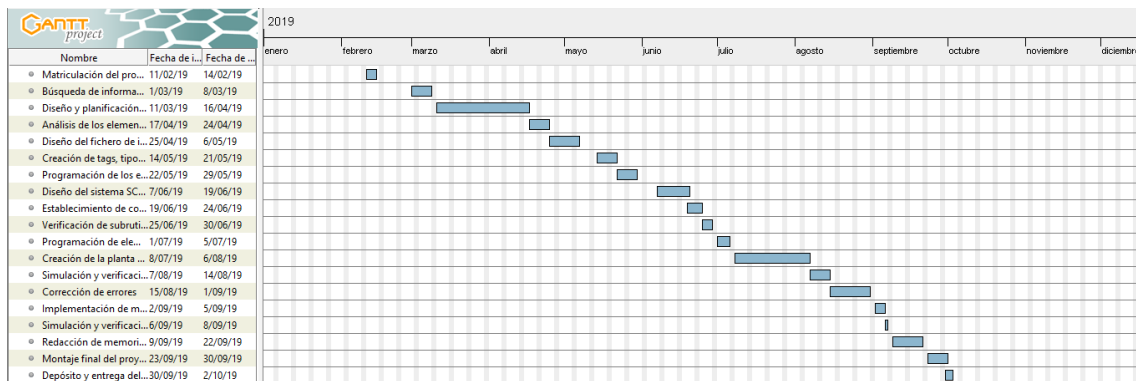 GANTT
project
2019
enero febrero marzo abril mayo junio julio agosto septiembre octubre noviembre diciembre
Nombre Fecha de i... Fecha de ...
Matriculación del pro... 11/02/19 14/02/19
Búsqueda de informa... 1/03/19 8/03/19
Diseño y planificación... 11/03/19 16/04/19
Análisis de los elemen... 17/04/19 24/04/19
Diseño del fichero de i... 25/04/19 6/05/19
Creación de tags, tipo... 14/05/19 21/05/19
Programación de los e... 22/05/19 29/05/19
Diseño del sistema SC... 7/06/19 19/06/19
Establecimiento de co... 19/06/19 24/06/19
Verificación de subruti... 25/06/19 30/06/19
Programación de ele... 1/07/19 5/07/19
Creación de la planta ... 8/07/19 6/08/19
Simulación y verificaci... 7/08/19 14/08/19
Corrección de errores 15/08/19 1/09/19
Implementación de m... 2/09/19 5/09/19
Simulación y verificaci... 6/09/19 8/09/19
Redacción de memori... 9/09/19 22/09/19
Montaje final del proy... 23/09/19 30/09/19
Depósito y entrega del... 30/09/19 2/10/19